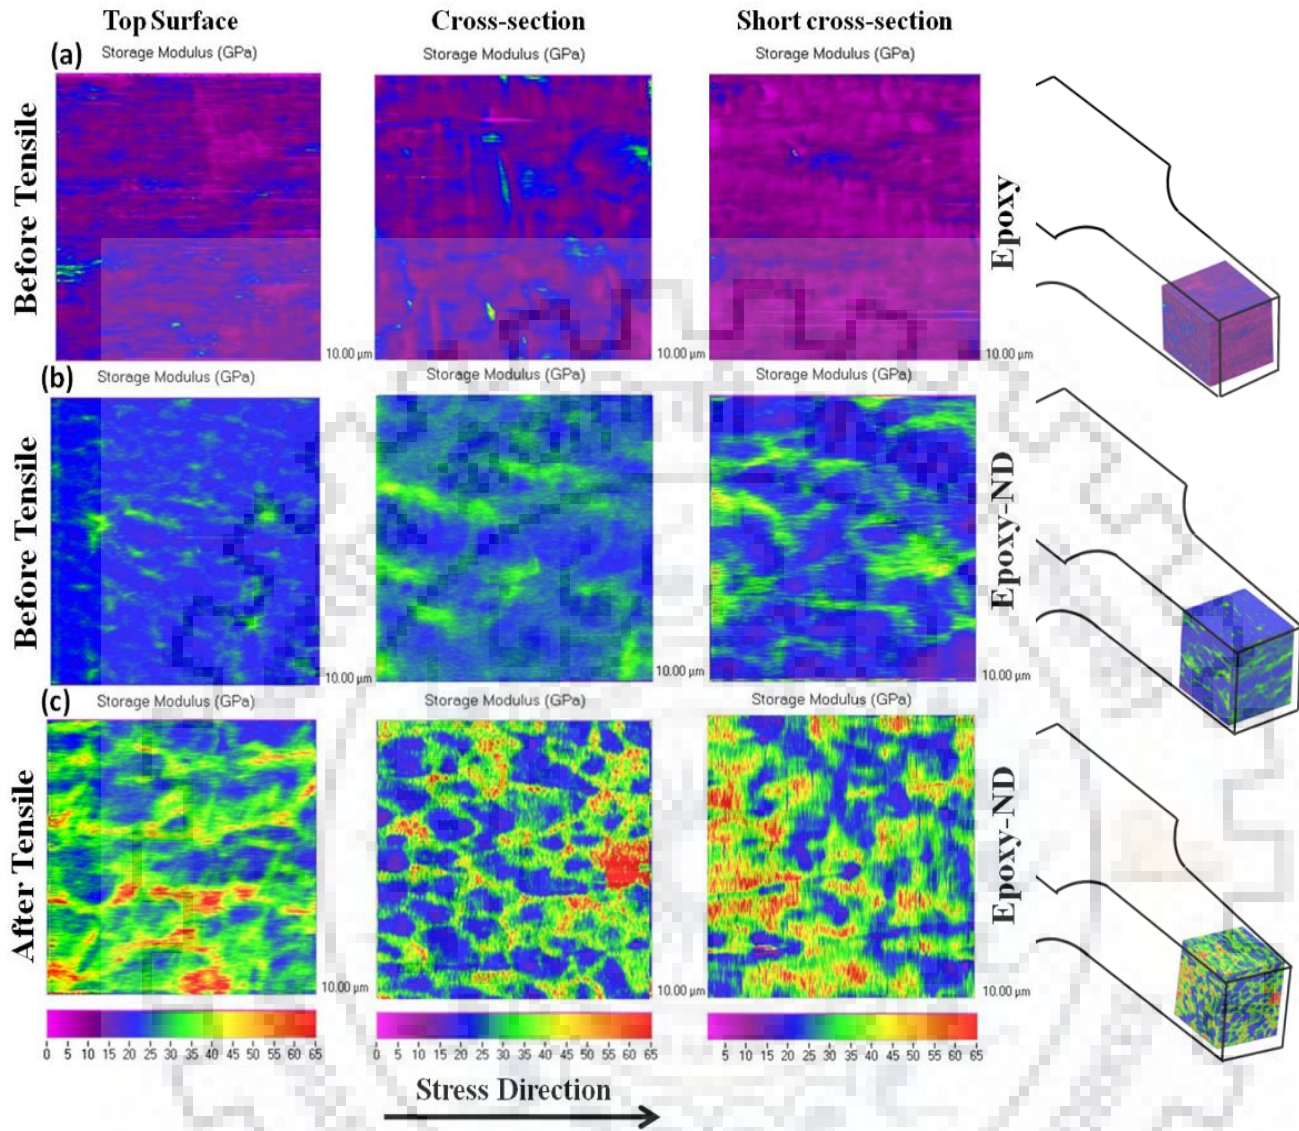 Top Surface Cross-section Short cross-section
(a) Storage Modulus (GPa) Storage Modulus (GPa) Storage Modulus (GPa)
Before Tensile
Epoxy
10.00 µm 10.00 µm 10.00 µm
(b) Storage Modulus (GPa) Storage Modulus (GPa) Storage Modulus (GPa)
Before Tensile
Epoxy-ND
10.00 µm 10.00 µm 10.00 µm
(c) Storage Modulus (GPa) Storage Modulus (GPa) Storage Modulus (GPa)
After Tensile
Epoxy-ND
10.00 µm 10.00 µm 10.00 µm
0 5 10 15 20 25 30 35 40 45 50 55 60 65 0 5 10 15 20 25 30 35 40 45 50 55 60 65 5 10 15 20 25 30 35 40 45 50 55 60 65
Stress Direction